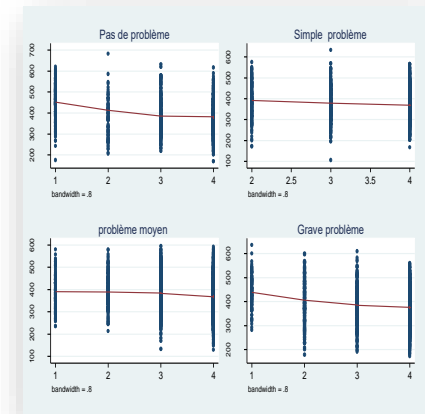 Pas de problème
700
600
500
400
300
200
1 2 3 4
bandwidth = .8
Simple problème
600
500
400
300
200
100
2 2.5 3 3.5 4
bandwidth = .8
problème moyen
600
500
400
300
200
100
1 2 3 4
bandwidth = .8
Grave problème
700
600
500
400
300
200
1 2 3 4
bandwidth = .8